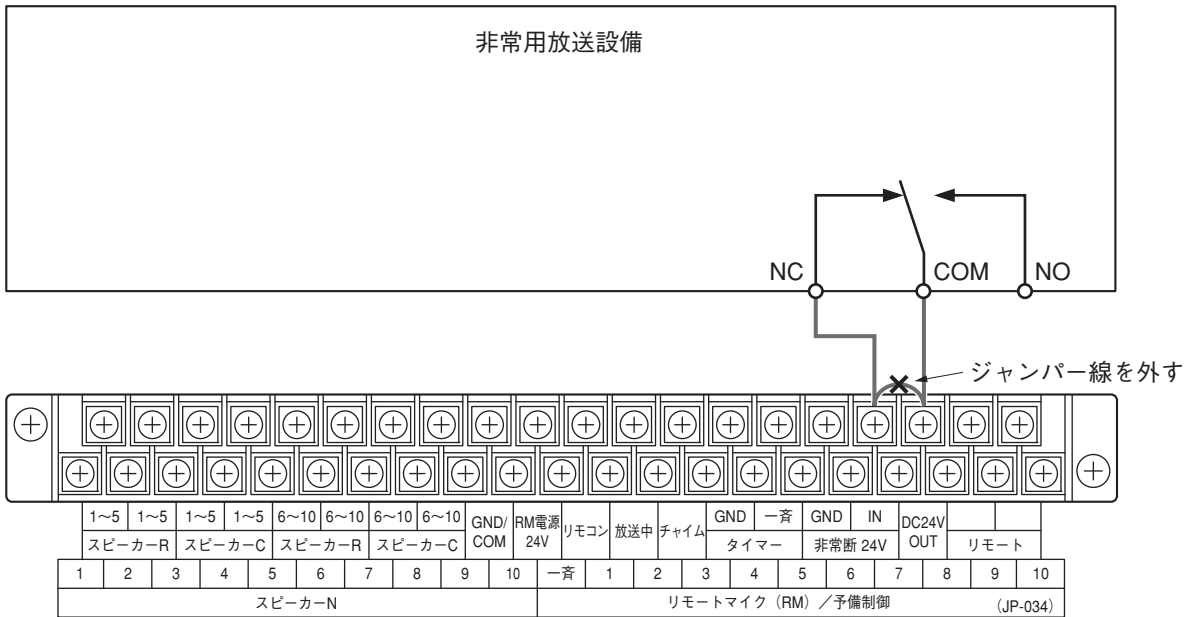 非常用放送設備
NC COM NO
ジャンパー線を外す
1〜5 1〜5 1〜5 1〜5 6〜10 6〜10 6〜10 6〜10 GND/COM RM電源24V リモコン 放送中 チャイム GND 一斉 GND IN DC24V OUT
スピーカーR スピーカーC スピーカーR スピーカーC タイマー 非常断 24V リモート
1 2 3 4 5 6 7 8 9 10 一斉 1 2 3 4 5 6 7 8 9 10
スピーカーN リモートマイク（RM）／予備制御 (JP-034)